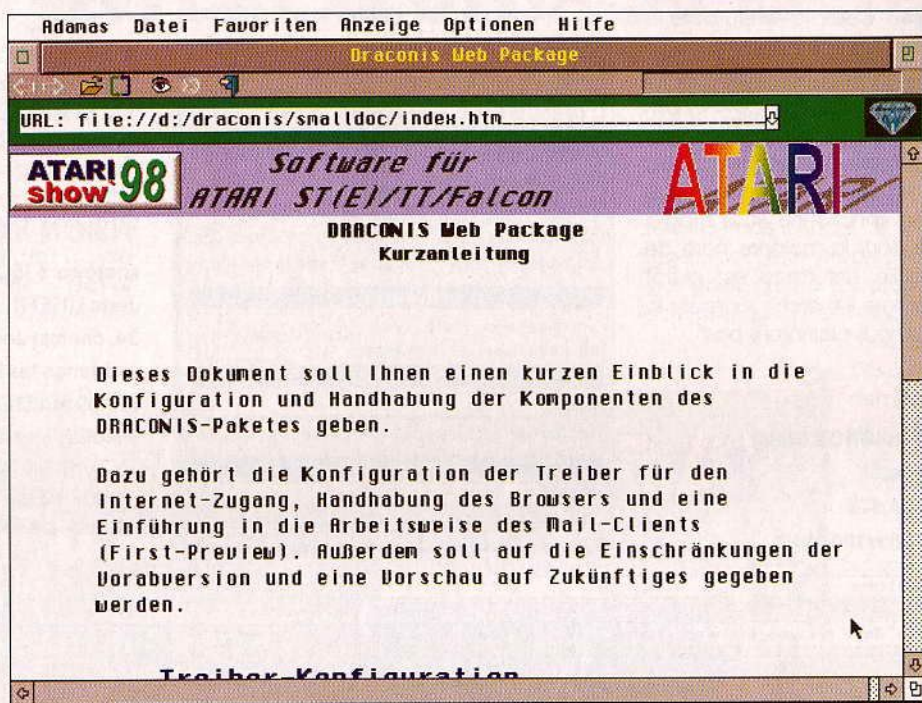 Adamas Datei Favoriten Anzeige Optionen Hilfe
Draconis Web Package
URL: file://d:/draconis/smalldoc/index.htm
ATARI show 98
Software für
ATARI ST(E)/TT/Falcon
ATARI
DRACONIS Web Package
Kurzanleitung
Dieses Dokument soll Ihnen einen kurzen Einblick in die
Konfiguration und Handhabung der Komponenten des
DRACONIS-Paketes geben.
Dazu gehört die Konfiguration der Treiber für den
Internet-Zugang, Handhabung des Browsers und eine
Einführung in die Arbeitsweise des Mail-Clients
(First-Preview). Außerdem soll auf die Einschränkungen der
Vorabversion und eine Vorschau auf Zukünftiges gegeben
werden.
Treiber-Konfiguration